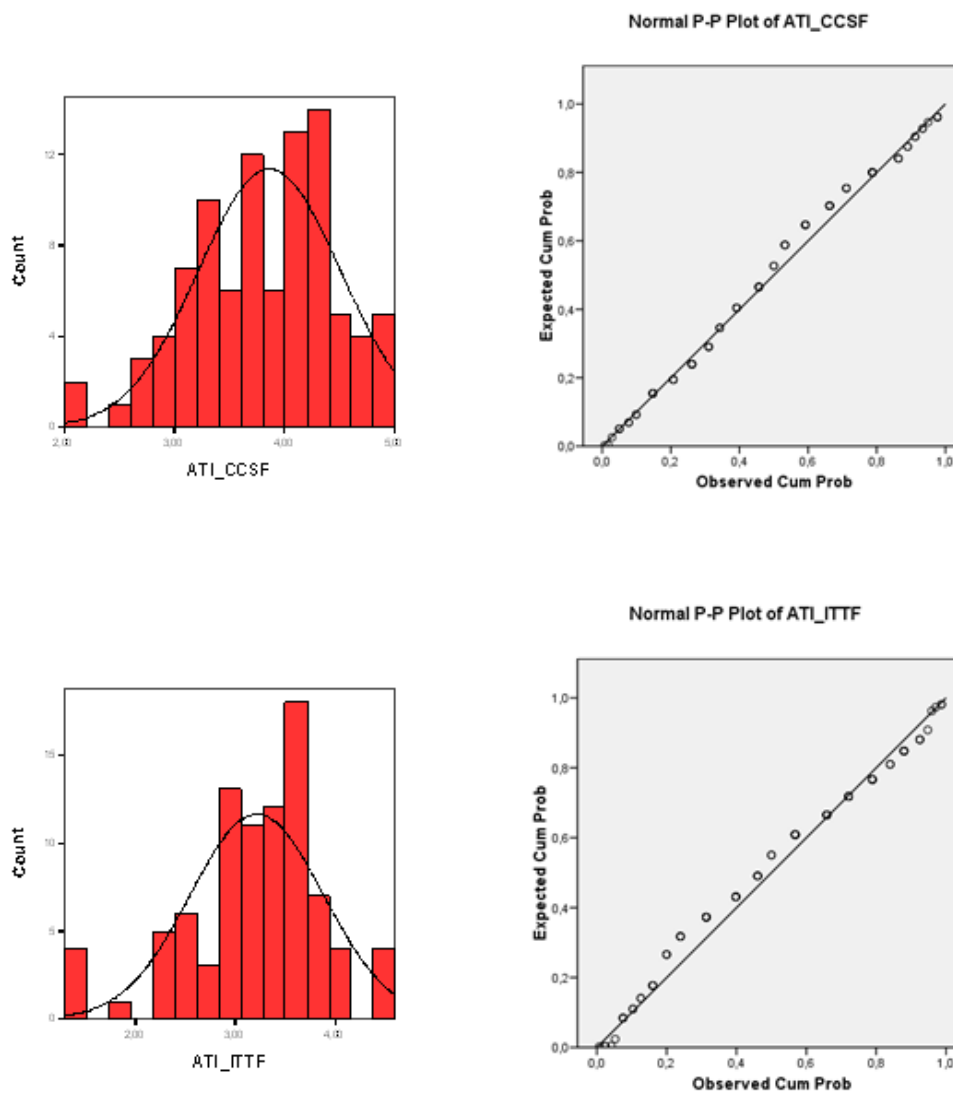 Normal P-P Plot of ATI_CCSF
Count
12
8
4
0
2,00 3,00 4,00 5,00
ATI_CCSF
Expected Cum Prob
1,0
0,8
0,6
0,4
0,2
0,0
0,0 0,2 0,4 0,6 0,8 1,0
Observed Cum Prob
Normal P-P Plot of ATI_ITTF
Count
15
10
5
0
2,00 3,00 4,00
ATI_ITTF
Expected Cum Prob
1,0
0,8
0,6
0,4
0,2
0,0
0,0 0,2 0,4 0,6 0,8 1,0
Observed Cum Prob